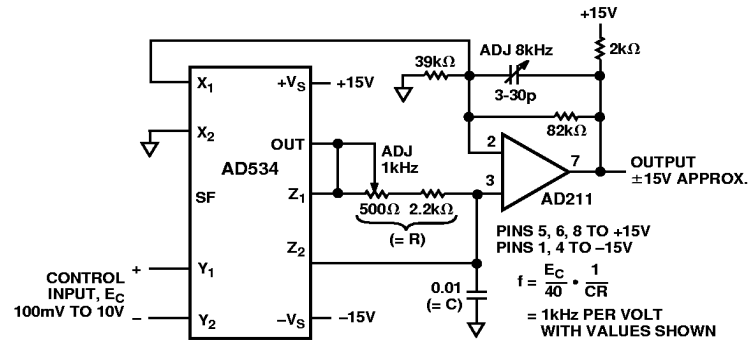 +15V
39kΩ
ADJ 8kHz
2kΩ
3-30p
82kΩ
X1
+VS
+15V
X2
OUT
ADJ
1kHz
AD534
2
7
OUTPUT
±15V APPROX.
3
AD211
SF
Z1
500Ω
2.2kΩ
(= R)
PINS 5, 6, 8 TO +15V
PINS 1, 4 TO –15V
Z2
CONTROL
INPUT, EC
100mV TO 10V
+
Y1
–
Y2
0.01
(= C)
–VS
–15V
f = EC/40 • 1/CR
= 1kHz PER VOLT
WITH VALUES SHOWN